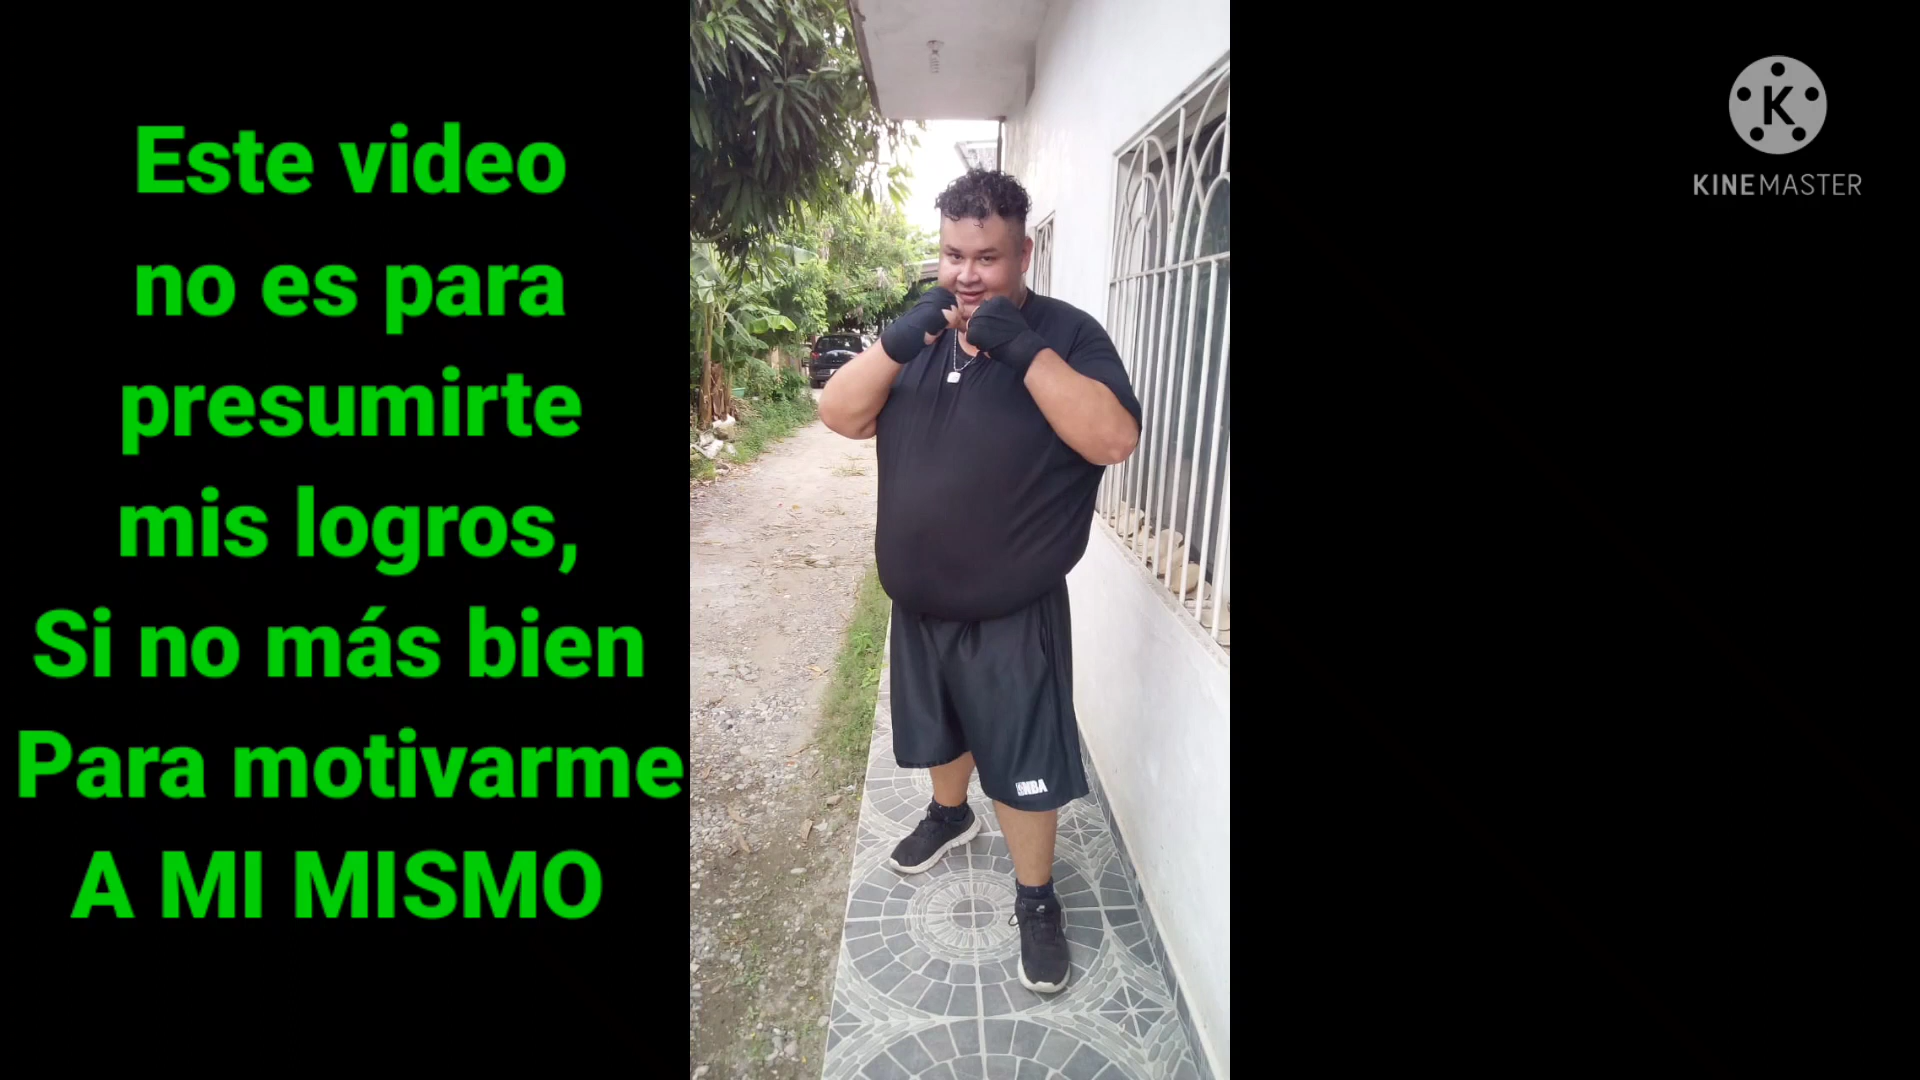 Este video
no es para
presumirte
mis logros,
Si no más bien
Para motivarme
A MI MISMO
K
KINEMASTER
NBA